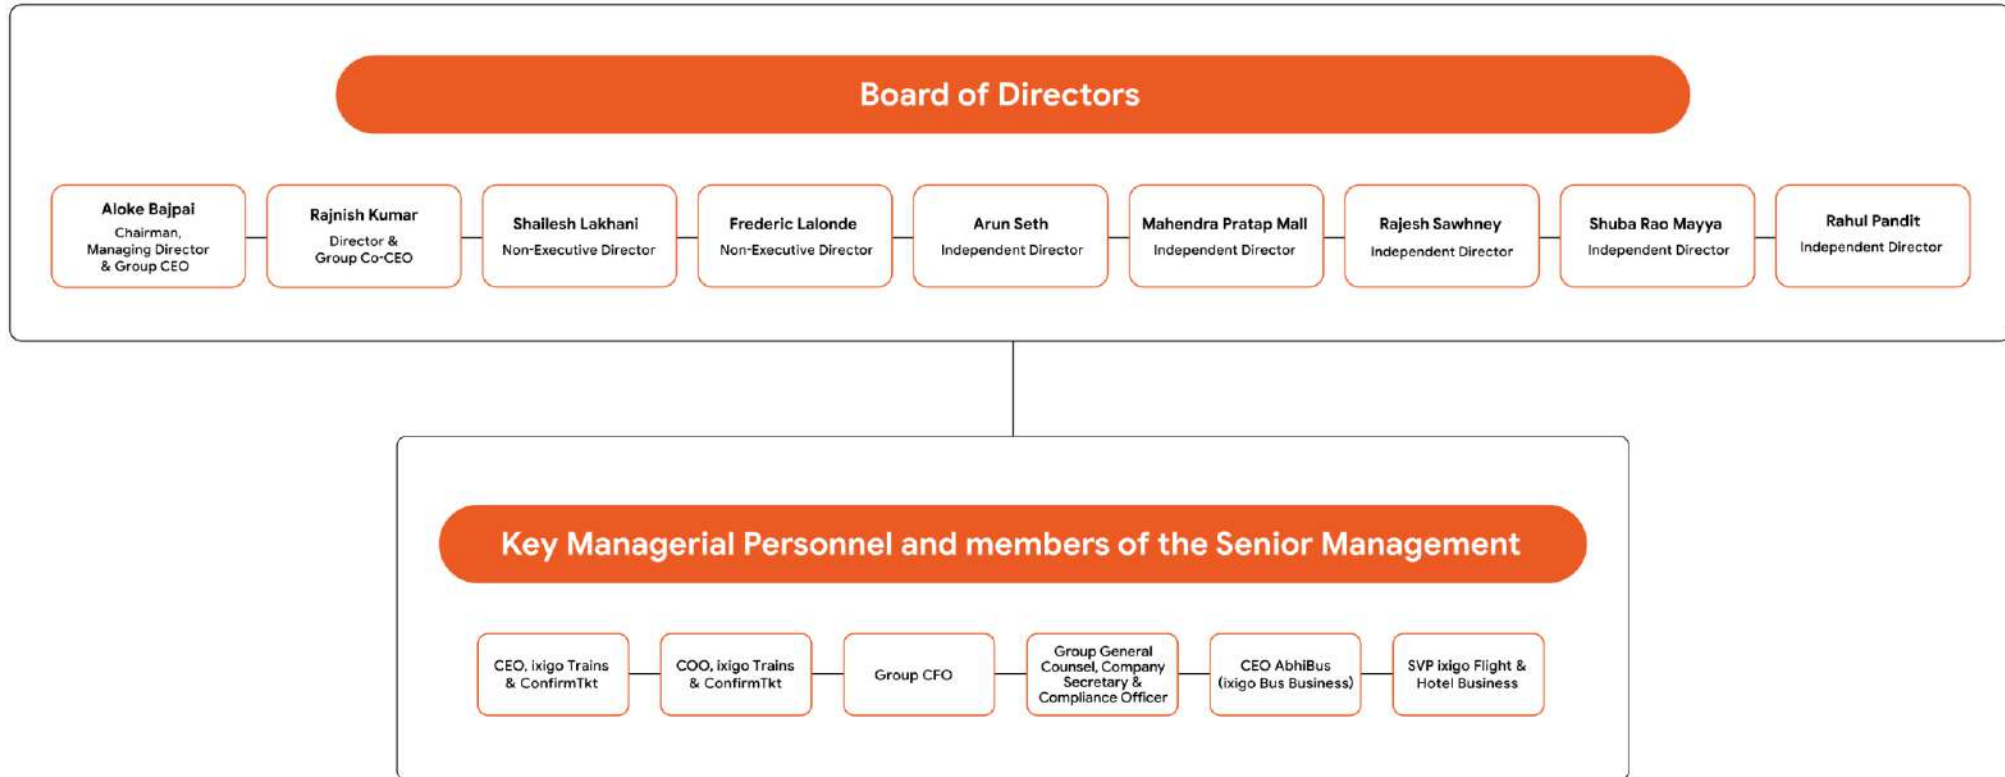 Board of Directors
Aloke Bajpai
Chairman,
Managing Director
& Group CEO
Rajnish Kumar
Director &
Group Co-CEO
Shailesh Lakhani
Non-Executive Director
Frederic Lalonde
Non-Executive Director
Arun Seth
Independent Director
Mahendra Pratap Mall
Independent Director
Rajesh Sawhney
Independent Director
Shuba Rao Mayya
Independent Director
Rahul Pandit
Independent Director
Key Managerial Personnel and members of the Senior Management
CEO, ixigo Trains
& ConfirmTkt
COO, ixigo Trains
& ConfirmTkt
Group CFO
Group General
Counsel, Company
Secretary &
Compliance Officer
CEO AbhiBus
(ixigo Bus Business)
SVP ixigo Flight &
Hotel Business